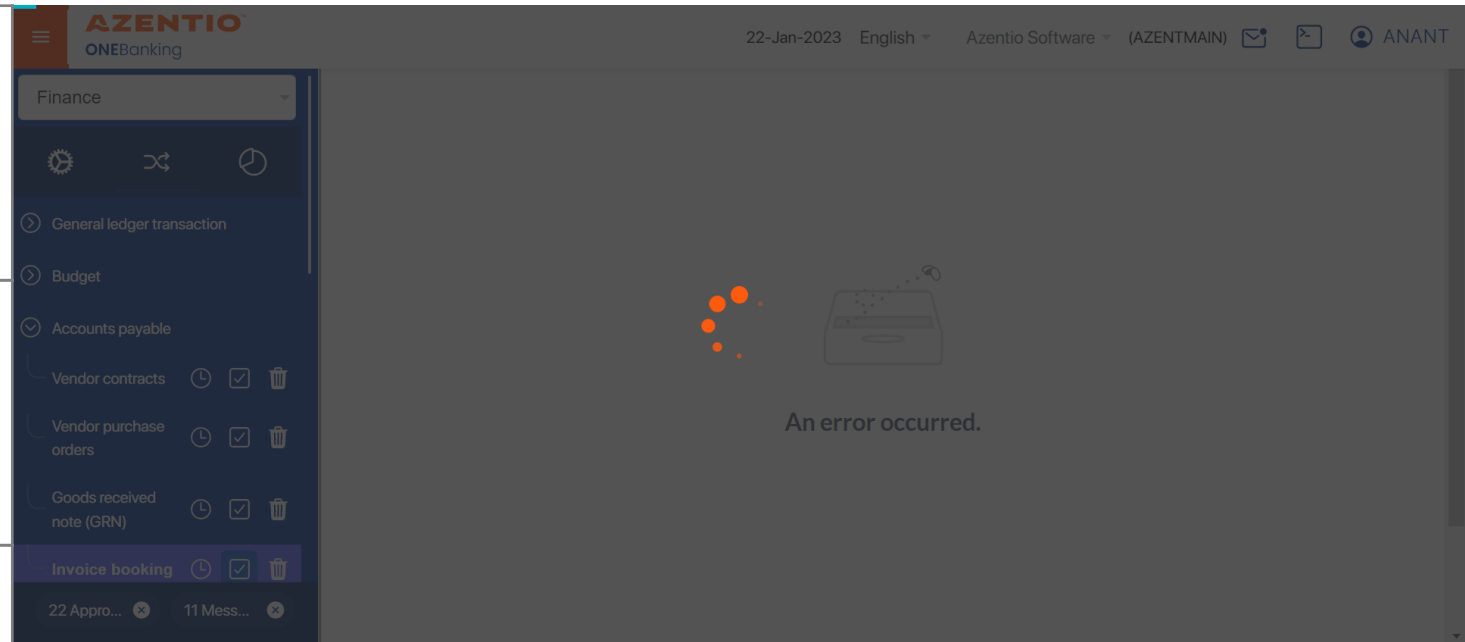 AZENTIO
ONEBanking
22-Jan-2023 English Azentio Software (AZENTMAIN) ANANT
Finance
General ledger transaction
Budget
Accounts payable
Vendor contracts
Vendor purchase
orders
Goods received
note (GRN)
Invoice booking
22 Appro... 11 Mess...
An error occurred.